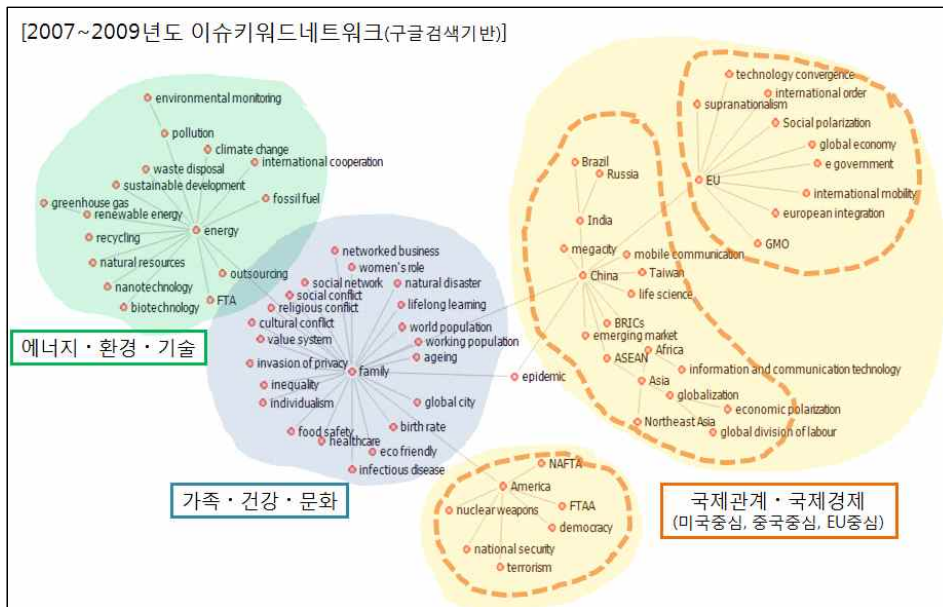 [2007~2009년도 이슈키워드네트워크(구글검색기반)]
environmental monitoring
pollution
climate change
waste disposal
international cooperation
sustainable development
fossil fuel
greenhouse gas
renewable energy
energy
recycling
natural resources
outsourcing
nanotechnology
FTA
biotechnology
에너지・환경・기술
networked business
women's role
social network
natural disaster
social conflict
religious conflict
lifelong learning
cultural conflict
world population
value system
working population
ageing
invasion of privacy
family
inequality
individualism
global city
birth rate
food safety
healthcare
eco friendly
infectious disease
가족・건강・문화
epidemic
technology convergence
international order
supranationalism
Social polarization
global economy
e government
EU
international mobility
european integration
GMO
Brazil
Russia
India
megacity
mobile communication
China
Taiwan
life science
BRICs
emerging market
Africa
ASEAN
information and communication technology
Asia
globalization
economic polarization
Northeast Asia
global division of labour
NAFTA
America
nuclear weapons
FTAA
democracy
national security
terrorism
국제관계・국제경제
(미국중심, 중국중심, EU중심)